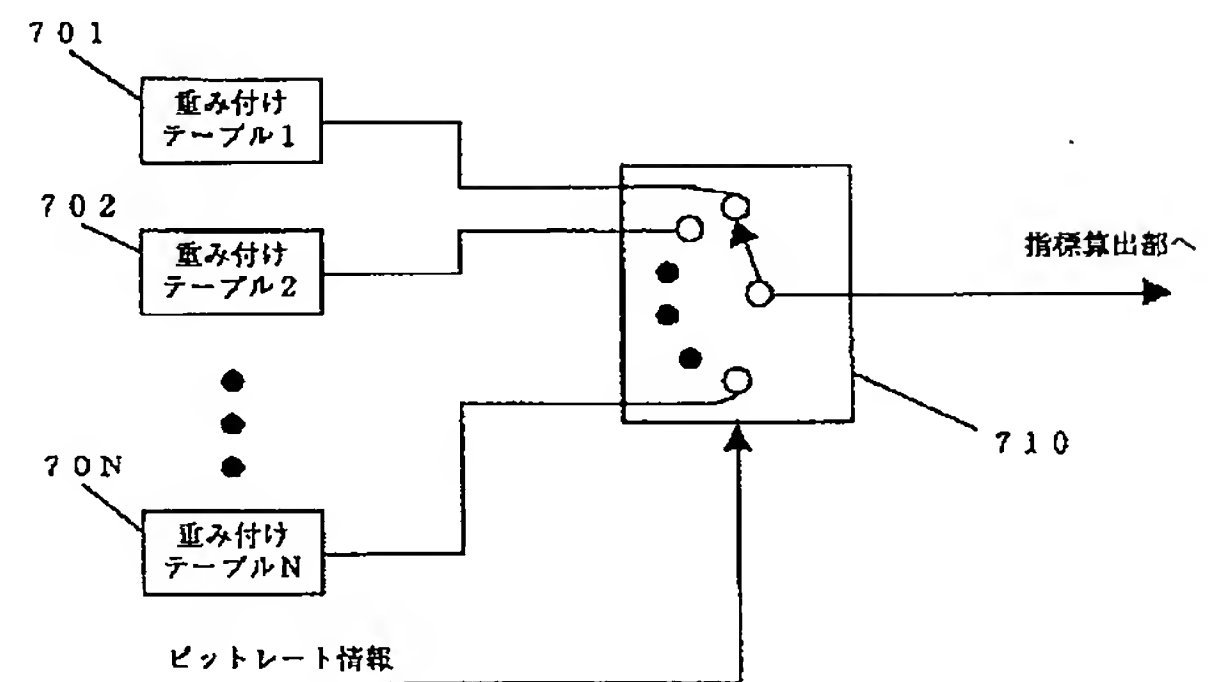 ７０１
重み付け
テーブル１
７０２
重み付け
テーブル２
指標算出部へ
７１０
７０Ｎ
重み付け
テーブルＮ
ビットレート情報